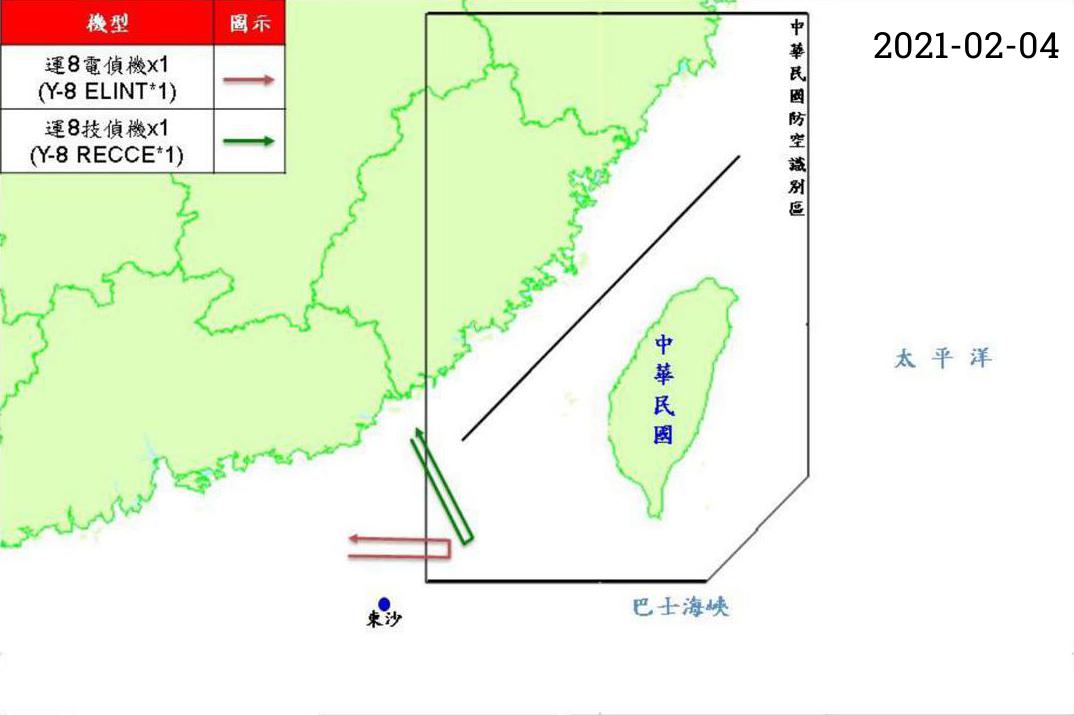 機型
圖示
運8電偵機x1
(Y-8 ELINT*1)
運8技偵機x1
(Y-8 RECCE*1)
2021-02-04
中華民國防空識別區
中華民國
太平洋
巴士海峽
東沙